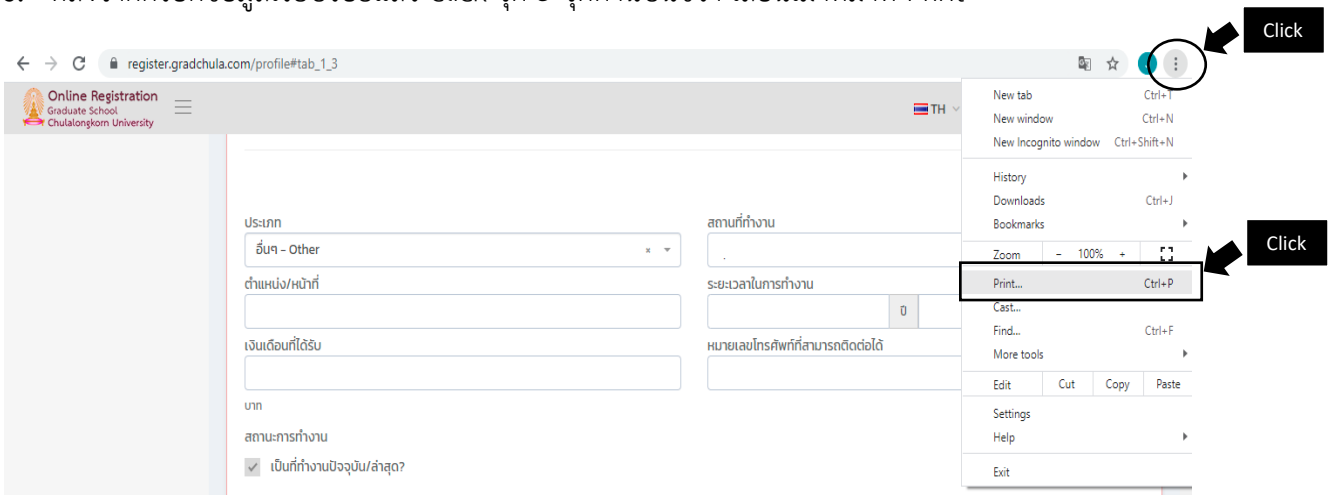 Click
register.gradchula.com/profile#tab_1_3
Online Registration
Graduate School
Chulalongkorn University
TH
New tab Ctrl+T
New window Ctrl+N
New Incognito window Ctrl+Shift+N
History
Downloads Ctrl+J
Bookmarks
Zoom - 100% +
Click
Print... Ctrl+P
Cast...
Find... Ctrl+F
More tools
Edit Cut Copy Paste
Settings
Help
Exit
ประเภท
อื่นๆ – Other ×
สถานที่ทำงาน
.
ตำแหน่ง/หน้าที่
ระยะเวลาในการทำงาน
ปี
เงินเดือนที่ได้รับ
หมายเลขโทรศัพท์ที่สามารถติดต่อได้
บาท
สถานะการทำงาน
เป็นที่ทำงานปัจจุบัน/ล่าสุด?